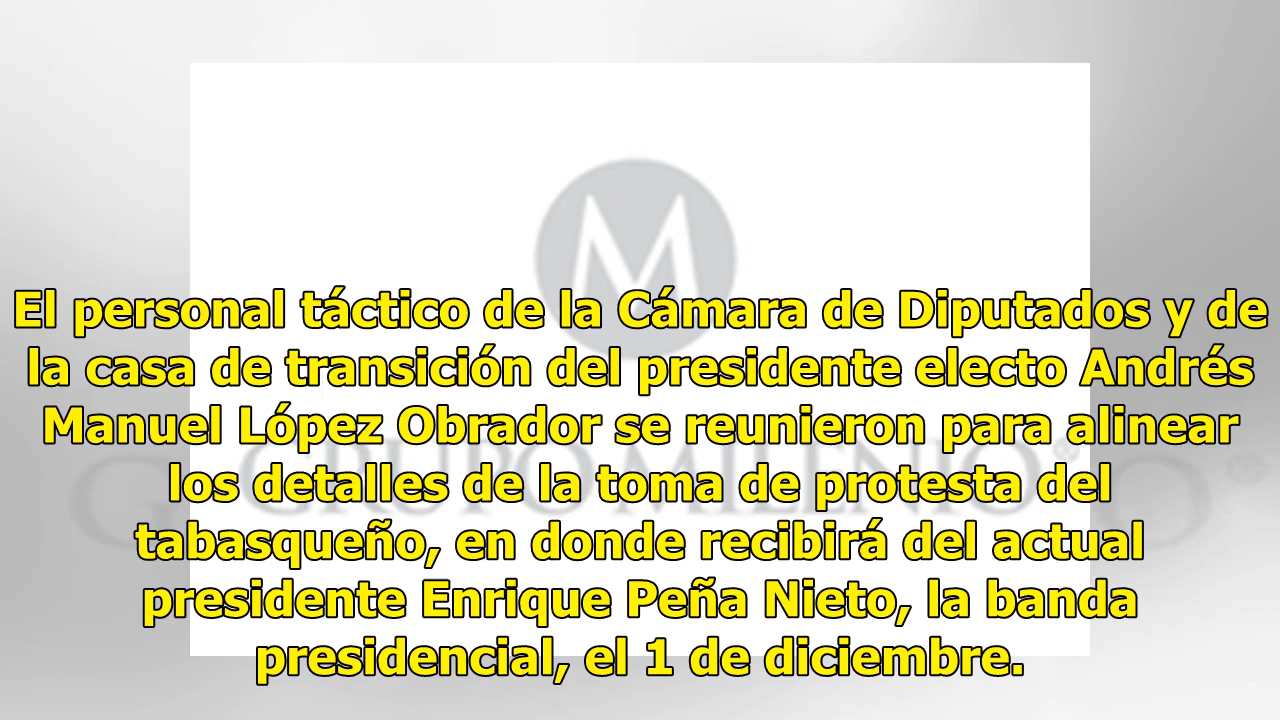 M
El personal táctico de la Cámara de Diputados y de
la casa de transición del presidente electo Andrés
Manuel López Obrador se reunieron para alinear
GRUPO MILENIO®
los detalles de la toma de protesta del
tabasqueño, en donde recibirá del actual
presidente Enrique Peña Nieto, la banda
presidencial, el 1 de diciembre.